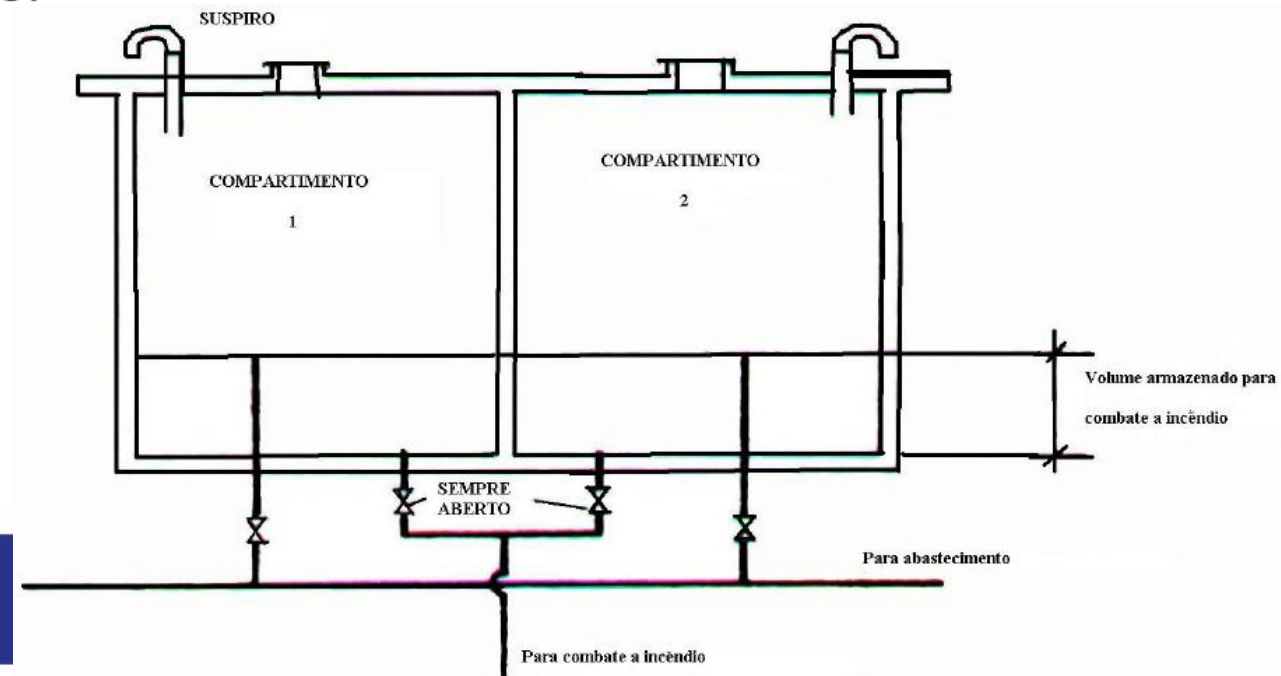 SUSPIRO
COMPARTIMENTO
1
COMPARTIMENTO
2
Volume armazenado para
combate a incêndio
SEMPRE
ABERTO
Para abastecimento
Para combate a incêndio